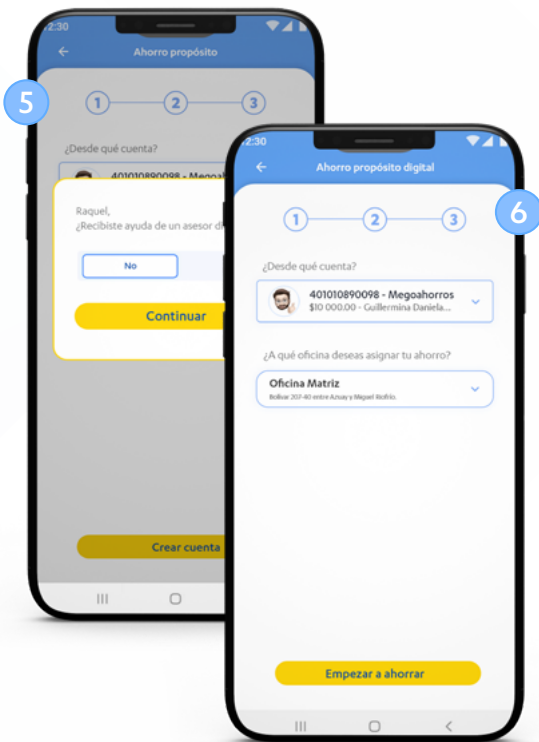 5
2:30
Ahorro propósito
1 2 3
¿Desde qué cuenta?
401010890098 - Megoah
Raquel,
¿Recibiste ayuda de un asesor di
No
Continuar
Crear cuenta
6
2:30
Ahorro propósito digital
1 2 3
¿Desde qué cuenta?
401010890098 - Megoahorros
$10 000.00 - Guillermina Daniela...
¿A qué oficina deseas asignar tu ahorro?
Oficina Matriz
Bolívar 207-40 entre Azuay y Miguel Riofrío.
Empezar a ahorrar